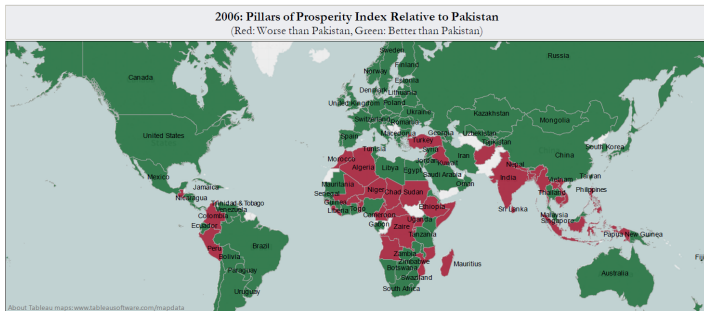 2006: Pillars of Prosperity Index Relative to Pakistan
(Red: Worse than Pakistan, Green: Better than Pakistan)
Sweden
Russia
Finland
Canada
Norway
Estonia
Denmark
Lithuania
United Kingdom
Poland
Ukraine
Kazakhstan
Switzerland
Romania
Mongolia
United States
Spain
Macedonia
Georgia
Uzbekistan
Turkey
Tajikistan
South Korea
Tunisia
Syria
China
Morocco
Iran
Algeria
Libya
Egypt
Jordan
Kuwait
Nepal
Mexico
Saudi Arabia
India
Taiwan
Jamaica
Mauritania
Oman
Vietnam
Niger
Chad
Sudan
Thailand
Philippines
Nicaragua
Senegal
Guinea
Trinidad & Tobago
Liberia
Togo
Ethiopia
Venezuela
Cameroon
Sri Lanka
Colombia
Uganda
Malaysia
Gabon
Singapore
Ecuador
Zaire
Tanzania
Papua New Guinea
Peru
Brazil
Zambia
Bolivia
Zimbabwe
Mauritius
Fiji
Botswana
Paraguay
Swaziland
Australia
South Africa
Uruguay
About Tableau maps: www.tableausoftware.com/mapdata